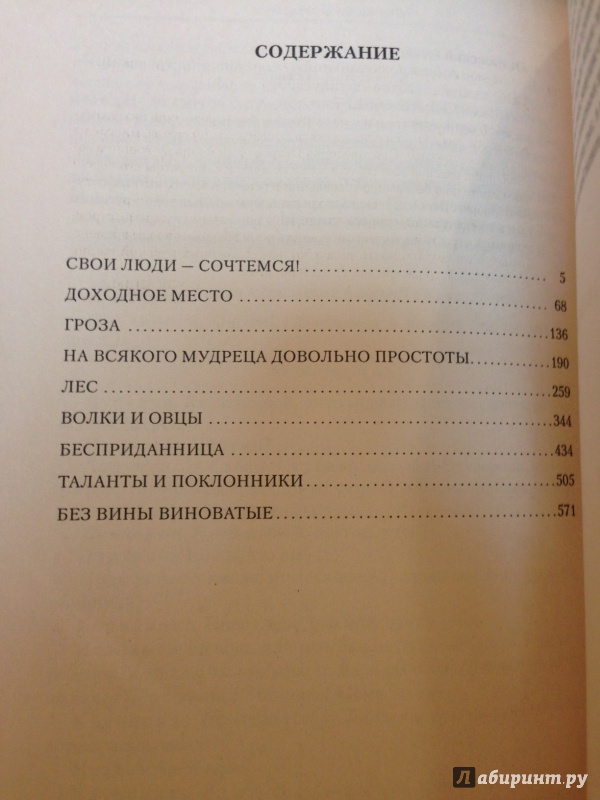 СОДЕРЖАНИЕ
СВОИ ЛЮДИ – СОЧТЕМСЯ! 5
ДОХОДНОЕ МЕСТО 68
ГРОЗА 136
НА ВСЯКОГО МУДРЕЦА ДОВОЛЬНО ПРОСТОТЫ 190
ЛЕС 259
ВОЛКИ И ОВЦЫ 344
БЕСПРИДАННИЦА 434
ТАЛАНТЫ И ПОКЛОННИКИ 505
БЕЗ ВИНЫ ВИНОВАТЫЕ 571
Лабиринт.ру